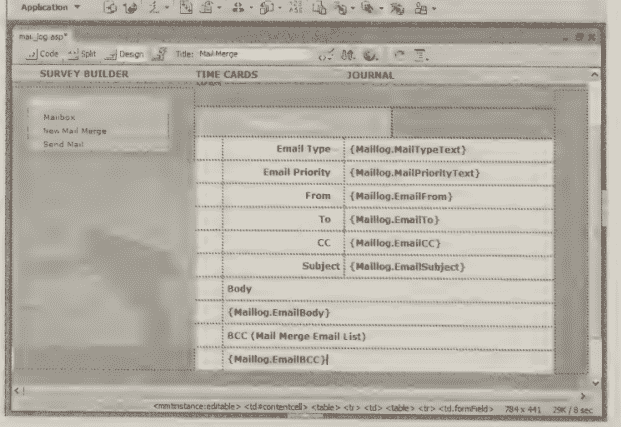 Application
mail_log.asp*
Code Split Design Title: Mail Merge
SURVEY BUILDER TIME CARDS JOURNAL
Mailbox
New Mail Merge
Send Mail
Email Type {Maillog.MailTypeText}
Email Priority {Maillog.MailPriorityText}
From {Maillog.EmailFrom}
To {Maillog.EmailTo}
CC {Maillog.EmailCC}
Subject {Maillog.EmailSubject}
Body
{Maillog.EmailBody}
BCC (Mail Merge Email List)
{Maillog.EmailBCC}
<mmtinstance:editable> <td#contentcell> <table> <tr> <td> <table> <tr> <td.formField> 784 x 441 29K / 8 sec